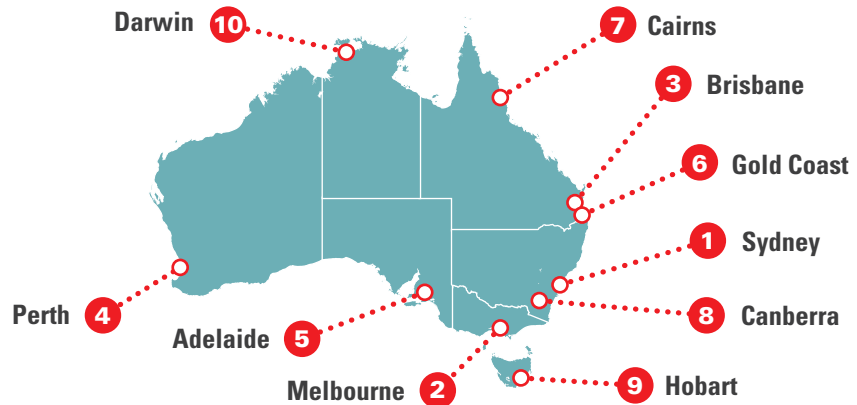 Darwin 10
7 Cairns
3 Brisbane
6 Gold Coast
1 Sydney
Perth 4
8 Canberra
Adelaide 5
Melbourne 2
9 Hobart